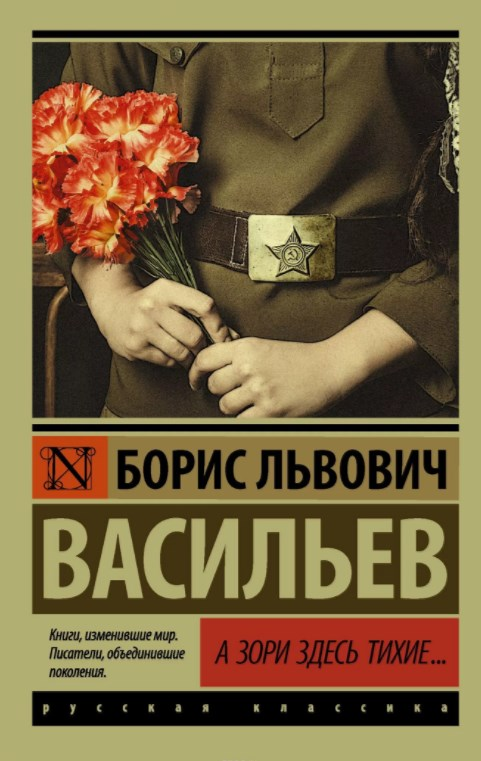 N
БОРИС ЛЬВОВИЧ
ВАСИЛЬЕВ
Книги, изменившие мир.
Писатели, объединившие
поколения.
А ЗОРИ ЗДЕСЬ ТИХИЕ...
русская классика